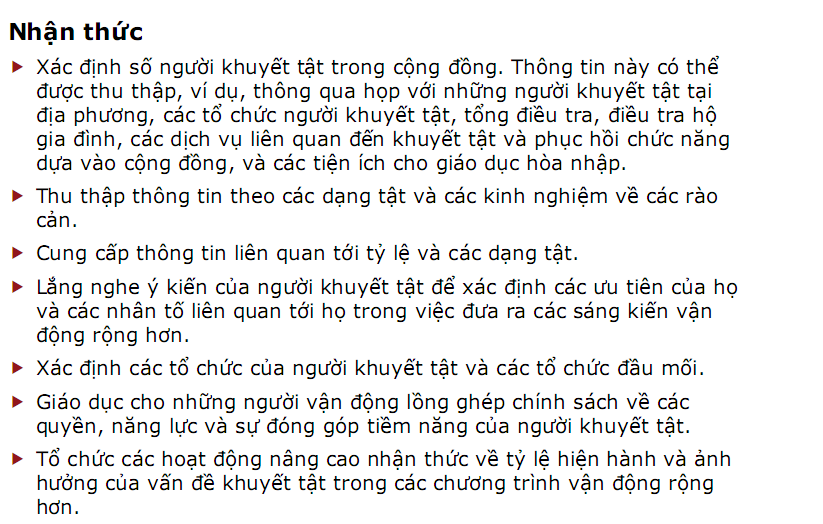 Nhận thức
Xác định số người khuyết tật trong cộng đồng. Thông tin này có thể
được thu thập, ví dụ, thông qua họp với những người khuyết tật tại
địa phương, các tổ chức người khuyết tật, tổng điều tra, điều tra hộ
gia đình, các dịch vụ liên quan đến khuyết tật và phục hồi chức năng
dựa vào cộng đồng, và các tiện ích cho giáo dục hòa nhập.
Thu thập thông tin theo các dạng tật và các kinh nghiệm về các rào
cản.
Cung cấp thông tin liên quan tới tỷ lệ và các dạng tật.
Lắng nghe ý kiến của người khuyết tật để xác định các ưu tiên của họ
và các nhân tố liên quan tới họ trong việc đưa ra các sáng kiến vận
động rộng hơn.
Xác định các tổ chức của người khuyết tật và các tổ chức đầu mối.
Giáo dục cho những người vận động lồng ghép chính sách về các
quyền, năng lực và sự đóng góp tiềm năng của người khuyết tật.
Tổ chức các hoạt động nâng cao nhận thức về tỷ lệ hiện hành và ảnh
hưởng của vấn đề khuyết tật trong các chương trình vận động rộng
hơn.